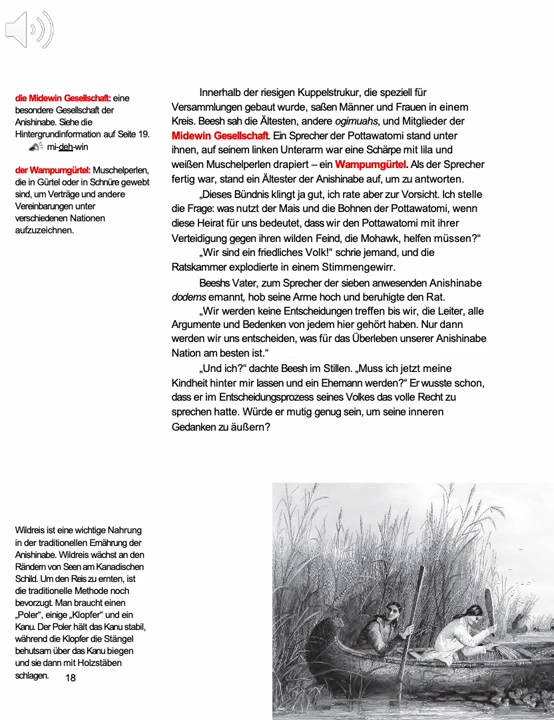 die Midewin Gesellschaft: eine
besondere Gesellschaft der
Anishinabe. Siehe die
Hintergrundinformation auf Seite 19.
mi-deh-win
der Wampumgürtel: Muschelperlen,
die in Gürtel oder in Schnüre gewebt
sind, um Verträge und andere
Vereinbarungen unter
verschiedenen Nationen
aufzuzeichnen.
Innerhalb der riesigen Kuppelstrukur, die speziell für
Versammlungen gebaut wurde, saßen Männer und Frauen in einem
Kreis. Beesh sah die Ältesten, andere ogimuahs, und Mitglieder der
Midewin Gesellschaft. Ein Sprecher der Pottawatomi stand unter
ihnen, auf seinem linken Unterarm war eine Schärpe mit lila und
weißen Muschelperlen drapiert – ein Wampumgürtel. Als der Sprecher
fertig war, stand ein Ältester der Anishinabe auf, um zu antworten.
„Dieses Bündnis klingt ja gut, ich rate aber zur Vorsicht. Ich stelle
die Frage: was nutzt der Mais und die Bohnen der Pottawatomi, wenn
diese Heirat für uns bedeutet, dass wir den Pottawatomi mit ihrer
Verteidigung gegen ihren wilden Feind, die Mohawk, helfen müssen?“
„Wir sind ein friedliches Volk!“ schrie jemand, und die
Ratskammer explodierte in einem Stimmengewirr.
Beeshs Vater, zum Sprecher der sieben anwesenden Anishinabe
dodems ernannt, hob seine Arme hoch und beruhigte den Rat.
„Wir werden keine Entscheidungen treffen bis wir, die Leiter, alle
Argumente und Bedenken von jedem hier gehört haben. Nur dann
werden wir uns entscheiden, was für das Überleben unserer Anishinabe
Nation am besten ist.“
„Und ich?“ dachte Beesh im Stillen. „Muss ich jetzt meine
Kindheit hinter mir lassen und ein Ehemann werden?“ Er wusste schon,
dass er im Entscheidungsprozess seines Volkes das volle Recht zu
sprechen hatte. Würde er mutig genug sein, um seine inneren
Gedanken zu äußern?
Wildreis ist eine wichtige Nahrung
in der traditionellen Ernährung der
Anishinabe. Wildreis wächst an den
Rändern von Seen am Kanadischen
Schild. Um den Reis zu ernten, ist
die traditionelle Methode noch
bevorzugt. Man braucht einen
„Poler“, einige „Klopfer“ und ein
Kanu. Der Poler hält das Kanu stabil,
während die Klopfer die Stängel
behutsam über das Kanu biegen
und sie dann mit Holzstäben
schlagen.
18